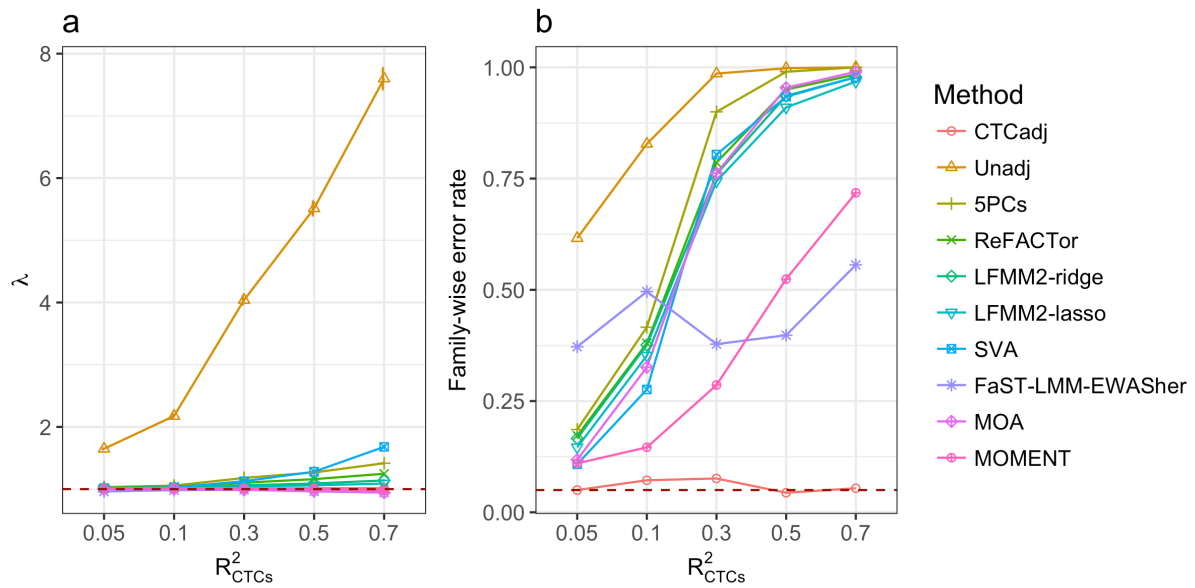 a
8
6
4
2
λ
0.05 0.1 0.3 0.5 0.7
R²CTCs
b
1.00
0.75
0.50
0.25
0.00
Family-wise error rate
0.05 0.1 0.3 0.5 0.7
R²CTCs
Method
CTCadj
Unadj
5PCs
ReFACTor
LFMM2-ridge
LFMM2-lasso
SVA
FaST-LMM-EWASher
MOA
MOMENT